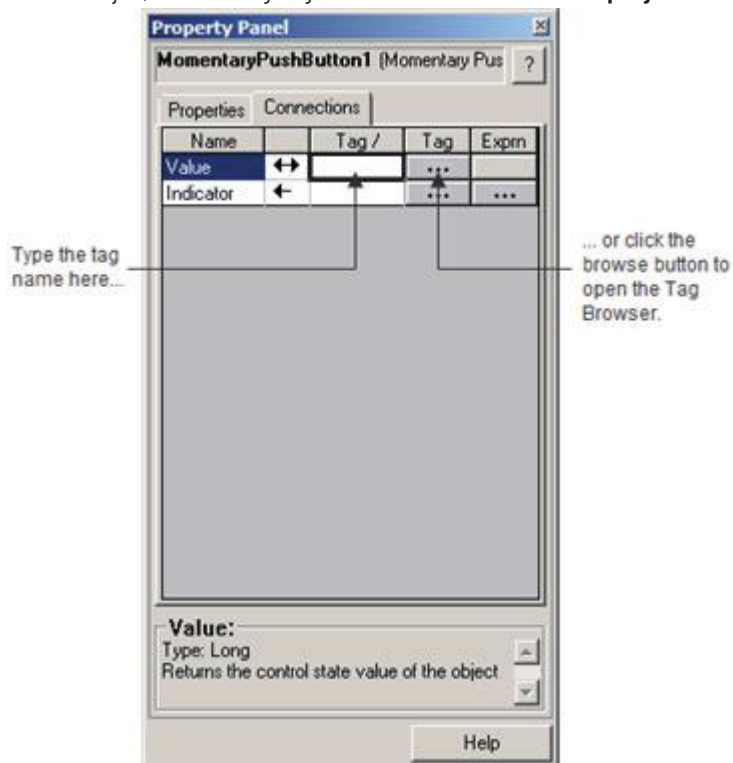 Property Panel
MomentaryPushButton1 (Momentary Pus
?
Properties Connections
Name Tag / Tag Exprn
Value ...
Indicator ... ...
Type the tag
name here...
... or click the
browse button to
open the Tag
Browser.
Value:
Type: Long
Returns the control state value of the object
Help